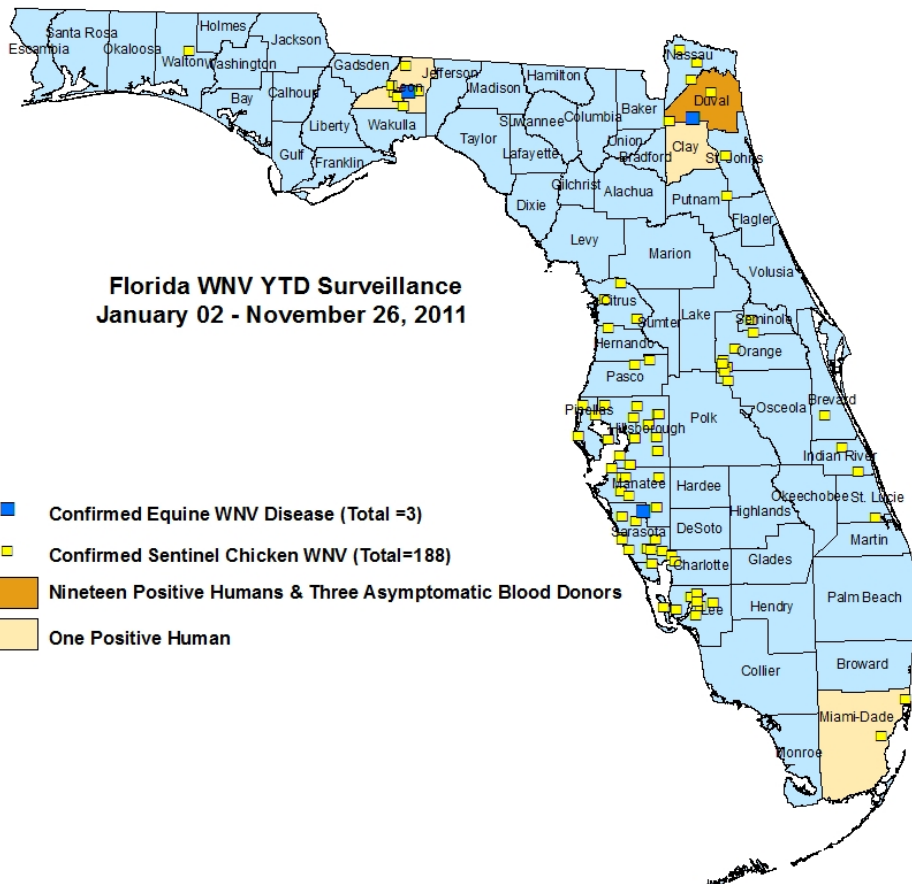 Holmes
Santa Rosa
Jackson
Escambia
Okaloosa
Walton
Washington
Gadsden
Nassau
Jefferson
Hamilton
Leon
Madison
Bay
Calhoun
Duval
Baker
Columbia
Suwannee
Liberty
Wakulla
Taylor
Union
Clay
Lafayette
Bradford
St. Johns
Gulf
Franklin
Gilchrist
Alachua
Putnam
Dixie
Flagler
Levy
Marion
Volusia
Florida WNV YTD Surveillance
January 02 - November 26, 2011
Citrus
Sumter
Lake
Seminole
Hernando
Orange
Pasco
Brevard
Osceola
Pinellas
Polk
Hillsborough
Indian River
Manatee
Hardee
Okeechobee
St. Lucie
Highlands
Confirmed Equine WNV Disease (Total =3)
Sarasota
DeSoto
Martin
Confirmed Sentinel Chicken WNV (Total=188)
Charlotte
Glades
Nineteen Positive Humans & Three Asymptomatic Blood Donors
Palm Beach
Lee
Hendry
One Positive Human
Broward
Collier
Miami-Dade
Monroe